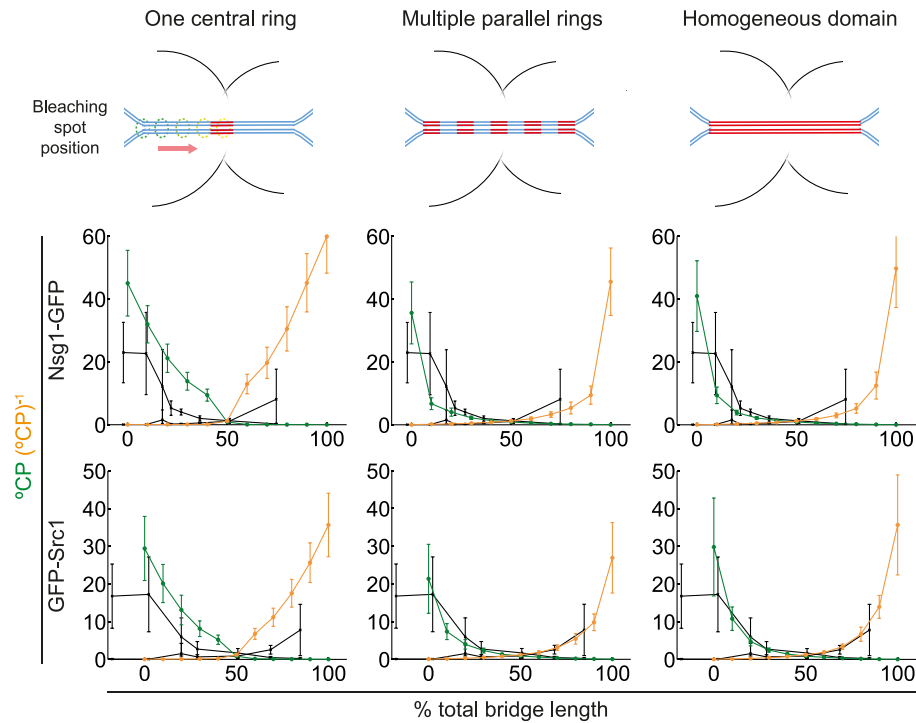 One central ring
Multiple parallel rings
Homogeneous domain
Bleaching
spot
position
ºCP (ºCP)⁻¹
Nsg1-GFP
60
40
20
0
0 50 100
60
40
20
0
0 50 100
60
40
20
0
0 50 100
GFP-Src1
50
40
30
20
10
0
0 50 100
50
40
30
20
10
0
0 50 100
50
40
30
20
10
0
0 50 100
% total bridge length